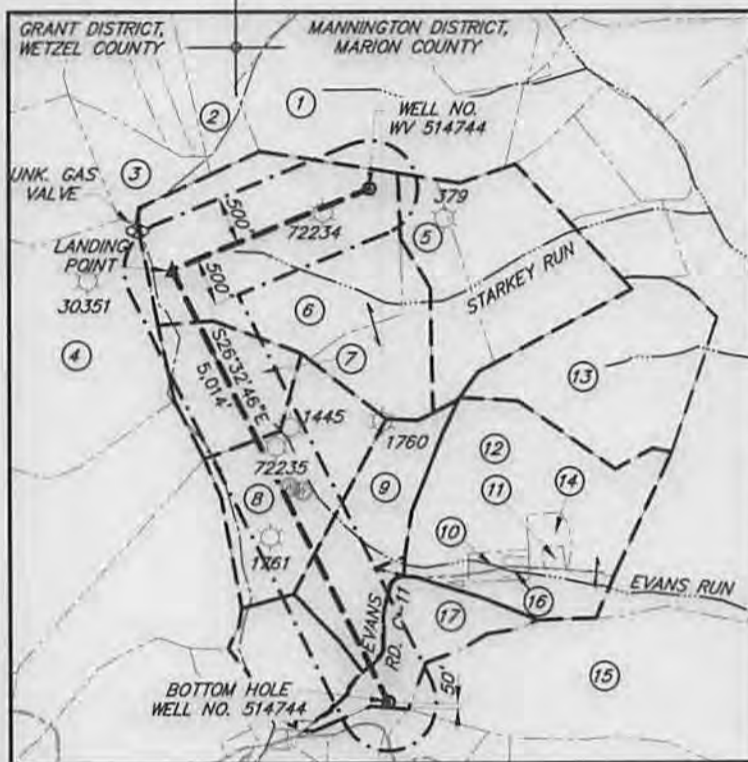 GRANT DISTRICT,
WETZEL COUNTY
MANNINGTON DISTRICT,
MARION COUNTY
2
1
WELL NO.
WV 514744
3
UNK. GAS
VALVE
379
500'
72234
5
LANDING
POINT
500'
30351
STARKEY RUN
6
4
7
S26°32'46"E
5,014'
13
1445
1760
12
72235
14
11
8
9
1761
10
EVANS RUN
16
EVANS
RD. C-11
17
15
BOTTOM HOLE
WELL NO. 514744
50'